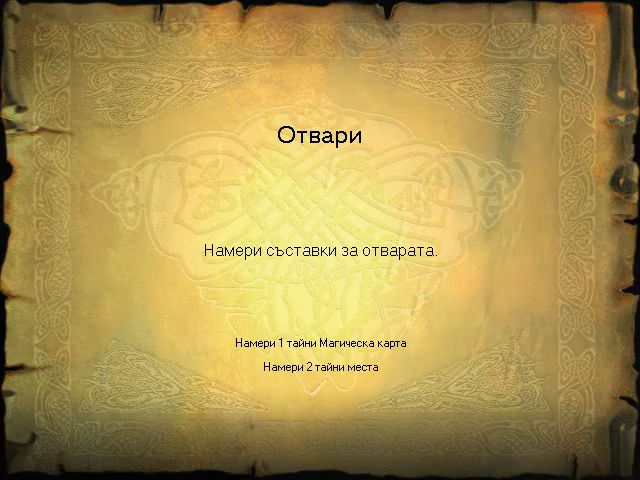 Отвари
Намери съставки за отварата.
Намери 1 тайни Магическа карта
Намери 2 тайни места